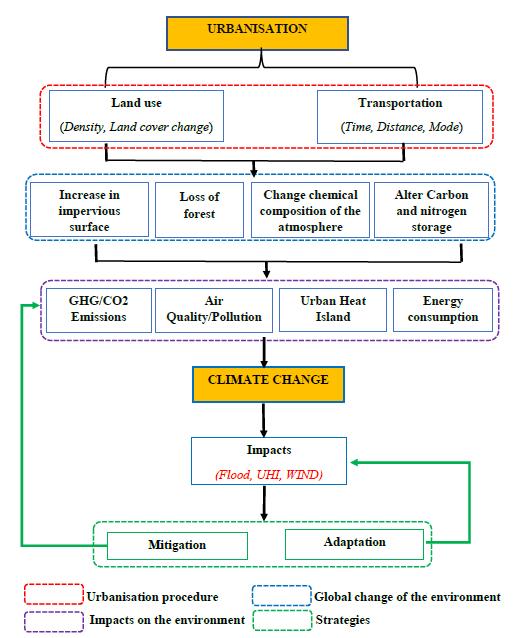 URBANISATION
Land use
(Density, Land cover change)
Transportation
(Time, Distance, Mode)
Increase in
impervious
surface
Loss of
forest
Change chemical
composition of the
atmosphere
Alter Carbon
and nitrogen
storage
GHG/CO2
Emissions
Air
Quality/Pollution
Urban Heat
Island
Energy
consumption
CLIMATE CHANGE
Impacts
(Flood, UHI, WIND)
Mitigation
Adaptation
Urbanisation procedure
Global change of the environment
Impacts on the environment
Strategies